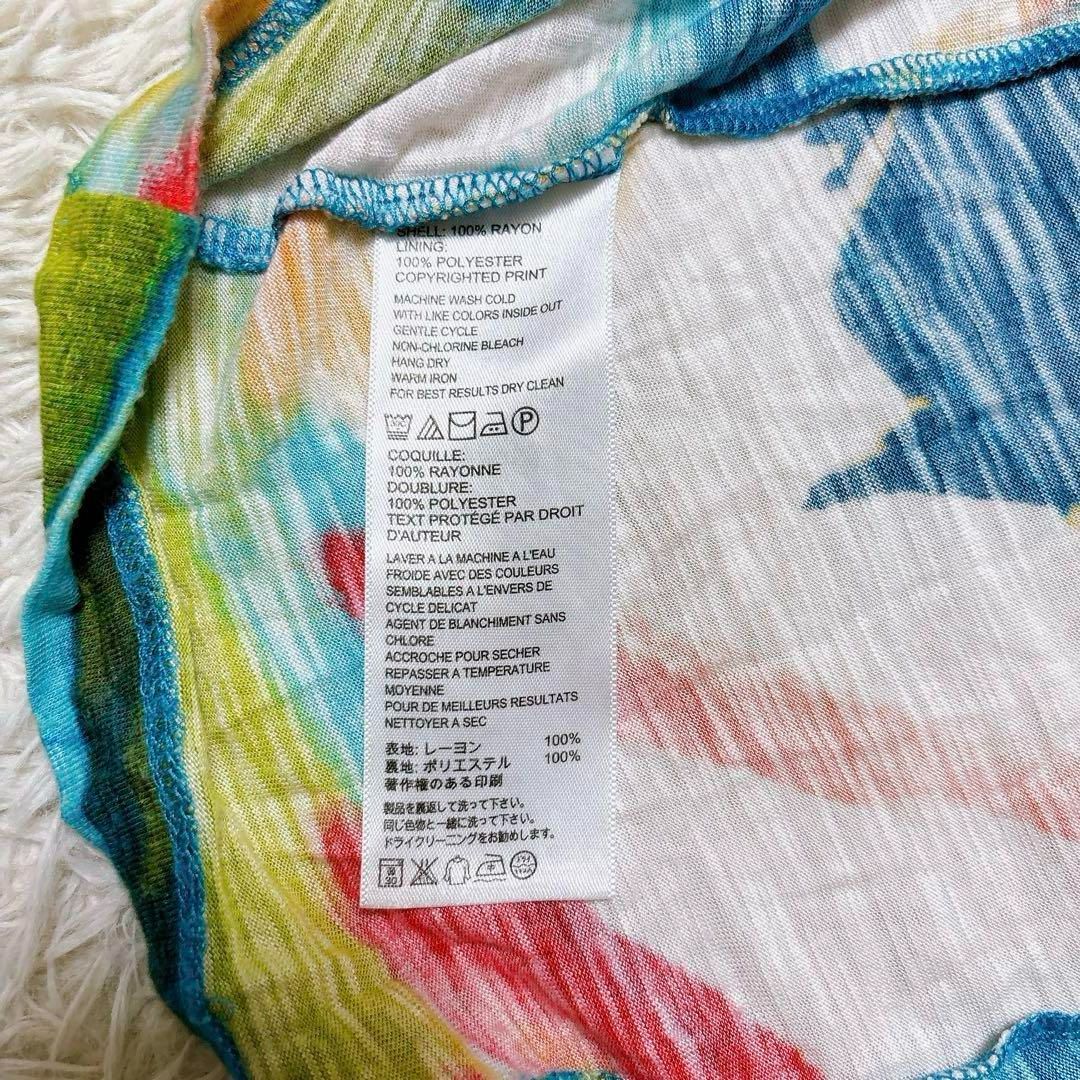 SHELL: 100% RAYON
LINING:
100% POLYESTER
COPYRIGHTED PRINT
MACHINE WASH COLD
WITH LIKE COLORS INSIDE OUT
GENTLE CYCLE
NON-CHLORINE BLEACH
HANG DRY
WARM IRON
FOR BEST RESULTS DRY CLEAN
P
COQUILLE:
100% RAYONNE
DOUBLURE:
100% POLYESTER
TEXT PROTÉGÉ PAR DROIT
D'AUTEUR
LAVER A LA MACHINE A L'EAU
FROIDE AVEC DES COULEURS
SEMBLABLES A L'ENVERS DE
CYCLE DELICAT
AGENT DE BLANCHIMENT SANS
CHLORE
ACCROCHE POUR SECHER
REPASSER A TEMPERATURE
MOYENNE
POUR DE MEILLEURS RESULTATS
NETTOYER A SEC
表地: レーヨン 100%
裏地: ポリエステル 100%
著作権のある印刷
製品を裏返して洗って下さい。
同じ色物と一緒に洗って下さい。
ドライクリーニングをお勧めします。
中 ドライ